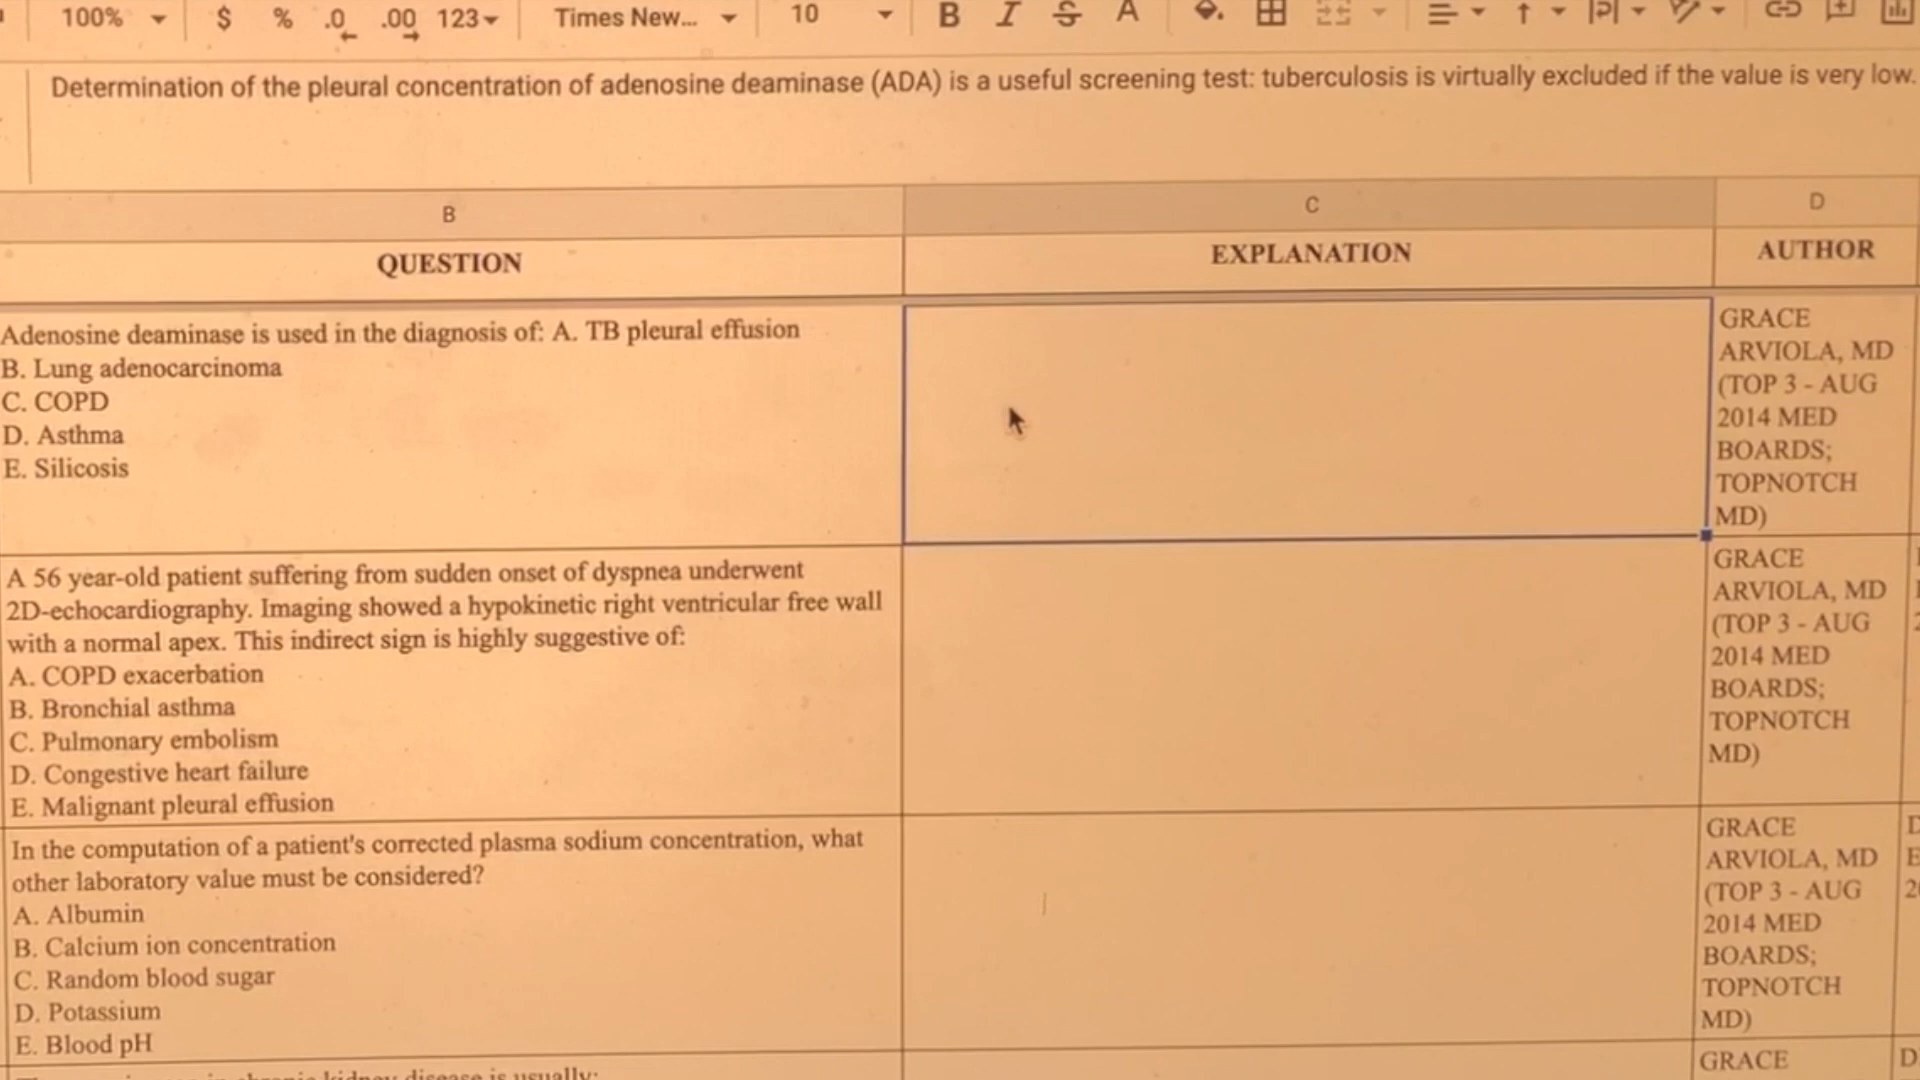 100% $ % .0 .00 123 Times New... 10 B I S A
Determination of the pleural concentration of adenosine deaminase (ADA) is a useful screening test: tuberculosis is virtually excluded if the value is very low.
B C D
QUESTION EXPLANATION AUTHOR
Adenosine deaminase is used in the diagnosis of: A. TB pleural effusion
B. Lung adenocarcinoma
C. COPD
D. Asthma
E. Silicosis
GRACE
ARVIOLA, MD
(TOP 3 - AUG
2014 MED
BOARDS;
TOPNOTCH
MD)
A 56 year-old patient suffering from sudden onset of dyspnea underwent
2D-echocardiography. Imaging showed a hypokinetic right ventricular free wall
with a normal apex. This indirect sign is highly suggestive of:
A. COPD exacerbation
B. Bronchial asthma
C. Pulmonary embolism
D. Congestive heart failure
E. Malignant pleural effusion
GRACE
ARVIOLA, MD
(TOP 3 - AUG
2014 MED
BOARDS;
TOPNOTCH
MD)
In the computation of a patient's corrected plasma sodium concentration, what
other laboratory value must be considered?
A. Albumin
B. Calcium ion concentration
C. Random blood sugar
D. Potassium
E. Blood pH
GRACE
ARVIOLA, MD
(TOP 3 - AUG
2014 MED
BOARDS;
TOPNOTCH
MD)
kidney disease is usually:
GRACE